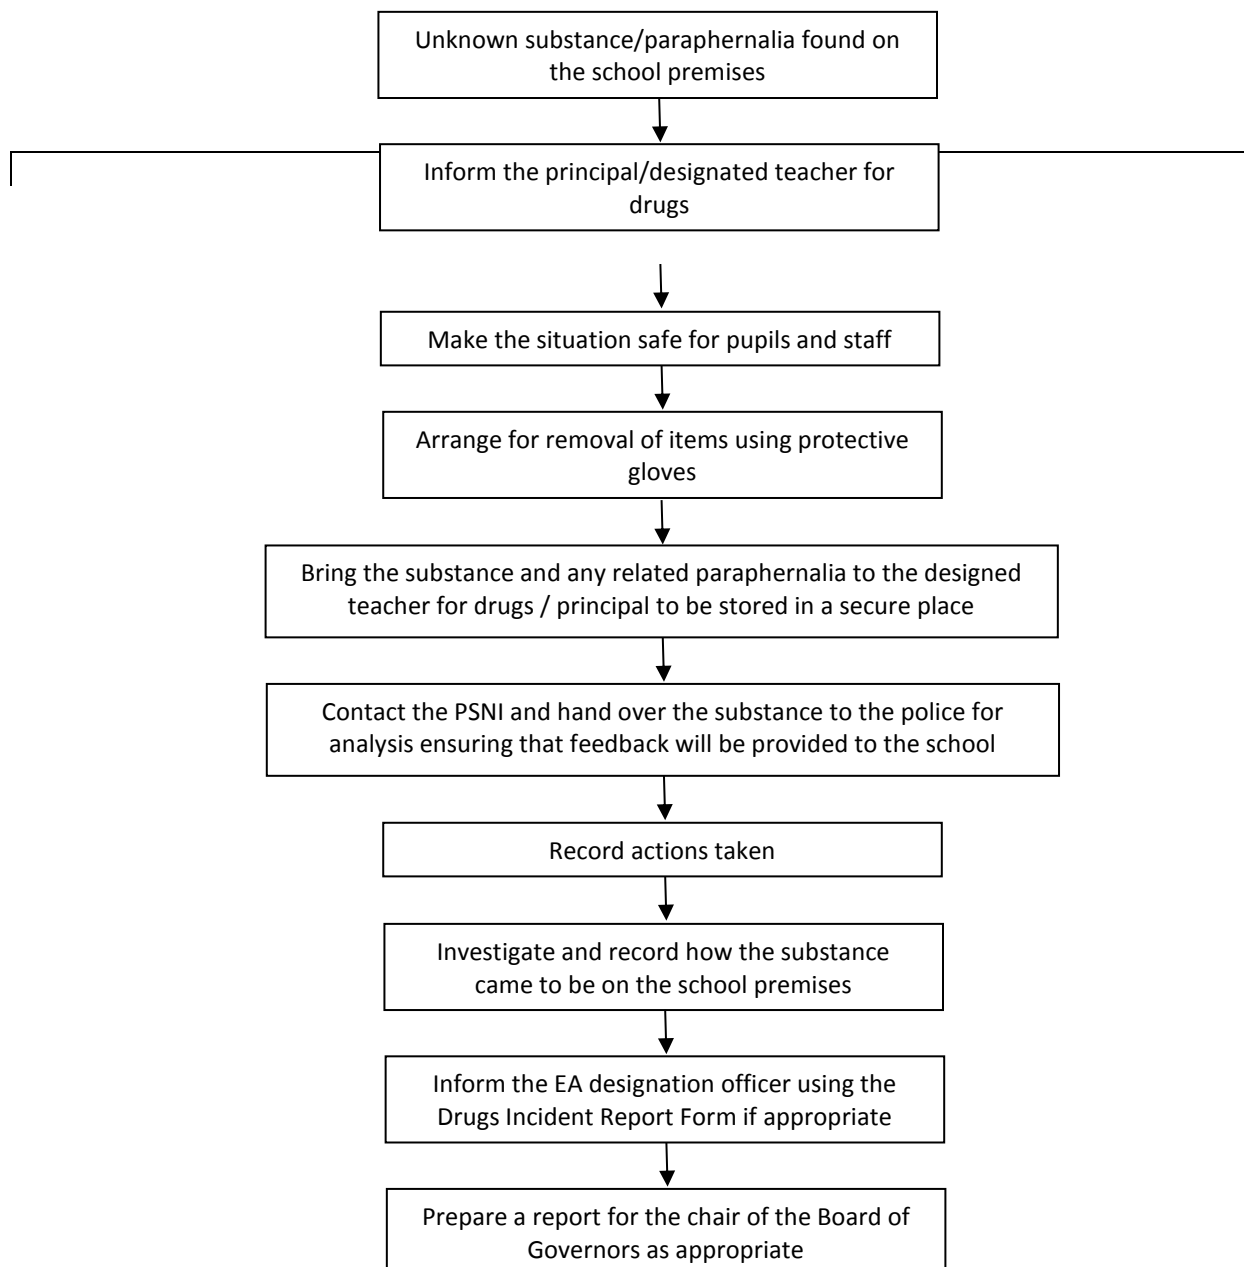 Unknown substance/paraphernalia found on
the school premises
Inform the principal/designated teacher for
drugs
Make the situation safe for pupils and staff
Arrange for removal of items using protective
gloves
Bring the substance and any related paraphernalia to the designed
teacher for drugs / principal to be stored in a secure place
Contact the PSNI and hand over the substance to the police for
analysis ensuring that feedback will be provided to the school
Record actions taken
Investigate and record how the substance
came to be on the school premises
Inform the EA designation officer using the
Drugs Incident Report Form if appropriate
Prepare a report for the chair of the Board of
Governors as appropriate